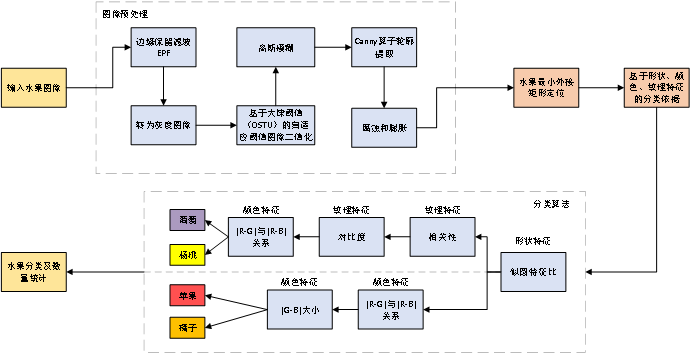 图像预处理
边缘保留滤波
EPF
高斯模糊
Canny算子轮廓
提取
输入水果图像
转为灰度图像
基于大津阈值
（OSTU）的自适
应阈值图像二值化
腐蚀和膨胀
水果最小外接
矩形定位
基于形状、颜
色、纹理特征
的分类依据
分类算法
颜色特征
纹理特征
纹理特征
形状特征
|R-G|与|R-B|
关系
对比度
相关性
似圆特征比
杨桃
水果分类及数
量统计
颜色特征
颜色特征
苹果
|G-B|大小
|R-G|与|R-B|
关系
橘子